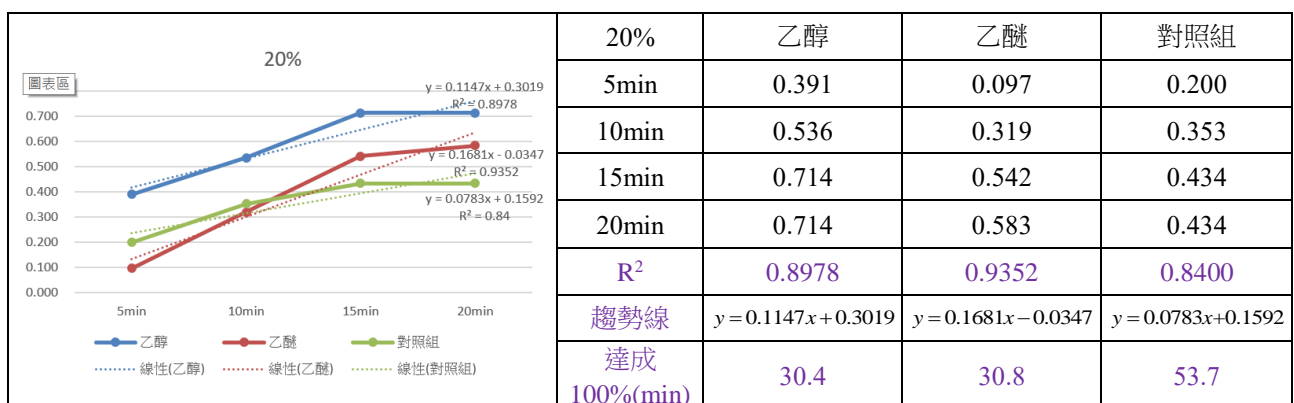 20%
圖表區
y = 0.1147x + 0.3019
R² = 0.8978
0.700
0.600
0.500
0.400
0.300
0.200
0.100
0.000
y = 0.1681x - 0.0347
R² = 0.9352
y = 0.0783x + 0.1592
R² = 0.84
5min 10min 15min 20min
乙醇 乙醚 對照組
線性(乙醇) 線性(乙醚) 線性(對照組)
20% 乙醇 乙醚 對照組
5min 0.391 0.097 0.200
10min 0.536 0.319 0.353
15min 0.714 0.542 0.434
20min 0.714 0.583 0.434
R² 0.8978 0.9352 0.8400
趨勢線 y=0.1147x+0.3019 y=0.1681x−0.0347 y=0.0783x+0.1592
達成
100%(min) 30.4 30.8 53.7